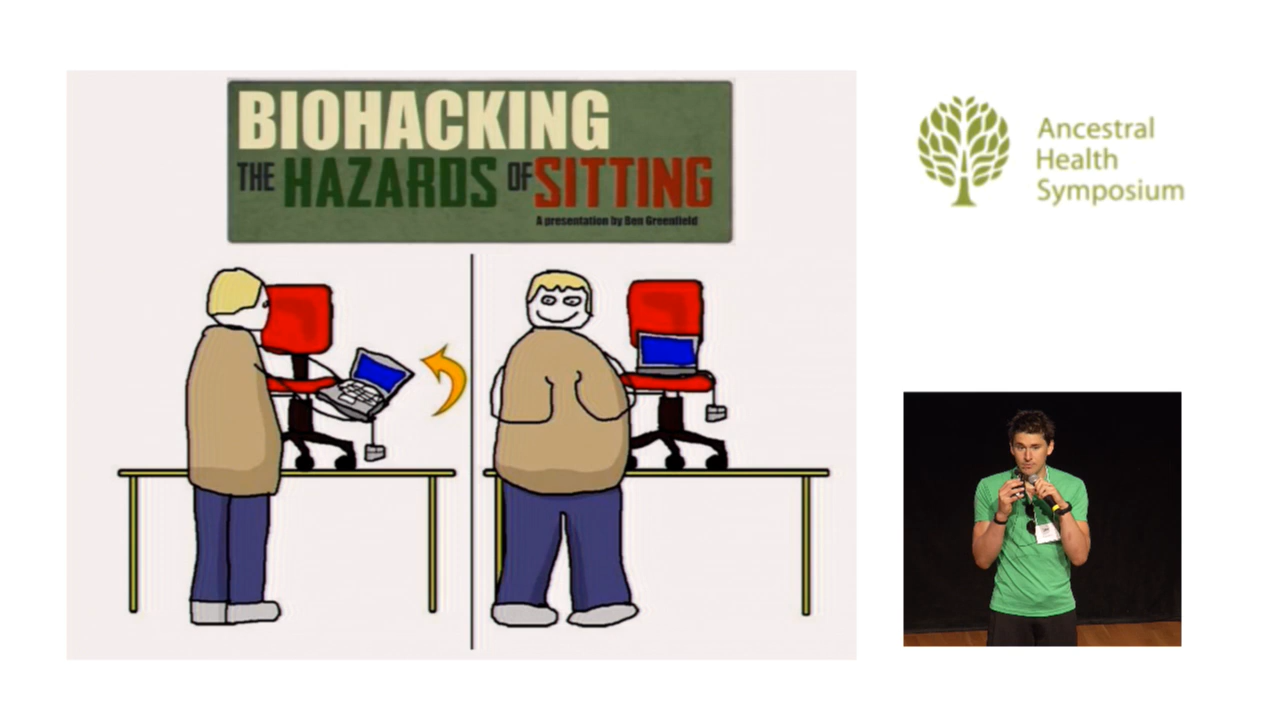 BIOHACKING
THE HAZARDS OF SITTING
A presentation by Ben Greenfield
Ancestral
Health
Symposium